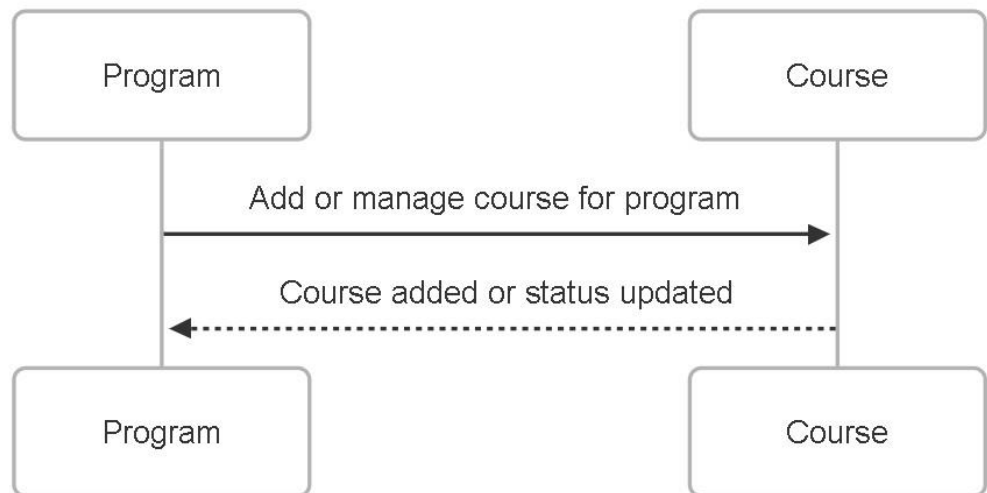 Program
Course
Add or manage course for program
Course added or status updated
Program
Course